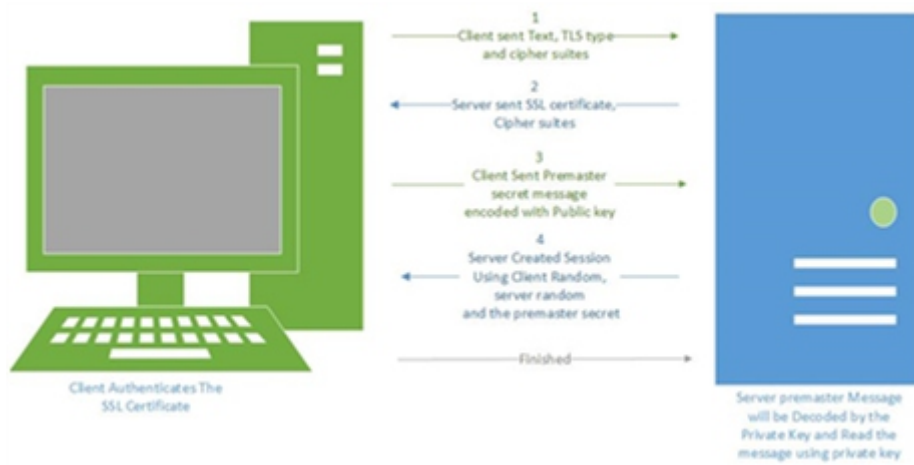 1
Client sent Text, TLS type
and cipher suites
2
Server sent SSL certificate,
Cipher suites
3
Client Sent Premaster
secret message
encoded with Public key
4
Server Created Session
Using Client Random,
server random
and the premaster secret
Finished
Client Authenticates The
SSL Certificate
Server premaster Message
will be Decoded by the
Private Key and Read the
message using private key